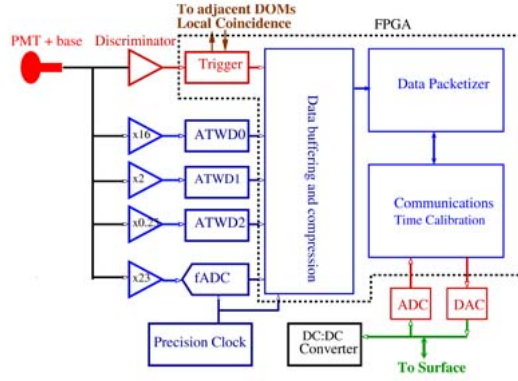 To adjacent DOMs
Local Coincidence
FPGA
PMT + base
Discriminator
Trigger
Data buffering and compression
Data Packetizer
x16
ATWD0
x2
ATWD1
x0.25
ATWD2
Communications
Time Calibration
x23
fADC
ADC
DAC
Precision Clock
DC:DC
Converter
To Surface